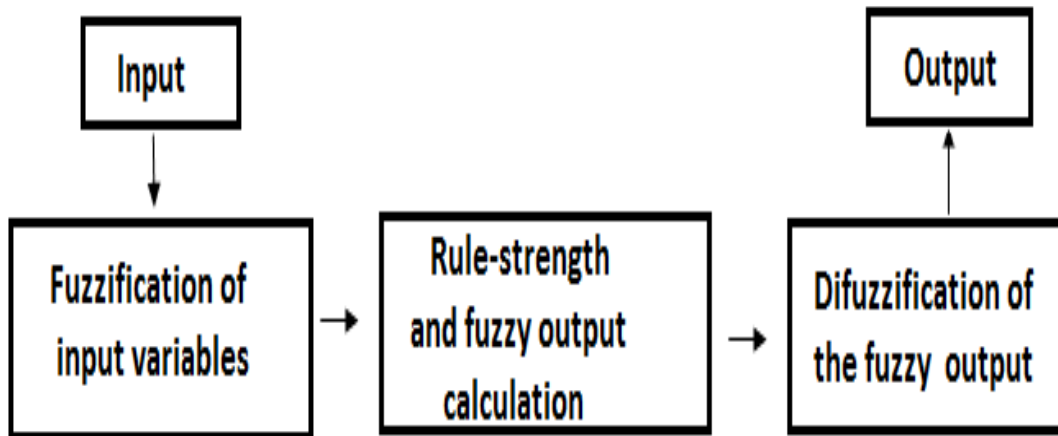 Input
Output
Fuzzification of
input variables
Rule-strength
and fuzzy output
calculation
Difuzzification of
the fuzzy output